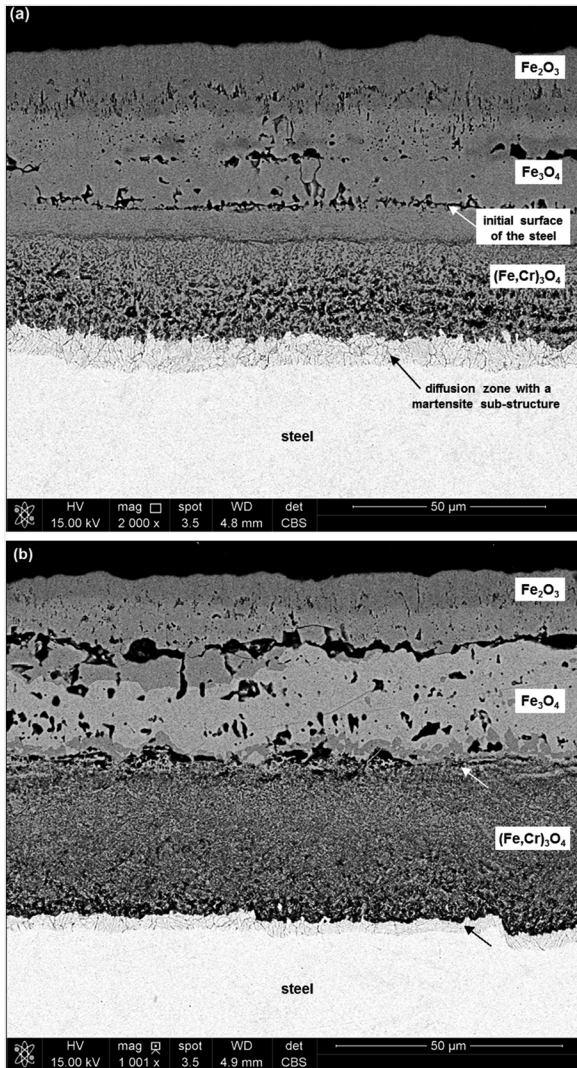 (a)
Fe₂O₃
Fe₃O₄
initial surface
of the steel
(Fe,Cr)₃O₄
diffusion zone with a
martensite sub-structure
steel
HV mag spot WD det
15.00 kV 2 000 x 3.5 4.8 mm CBS
50 µm
(b)
Fe₂O₃
Fe₃O₄
(Fe,Cr)₃O₄
steel
HV mag spot WD det
15.00 kV 1 001 x 3.5 4.9 mm CBS
50 µm